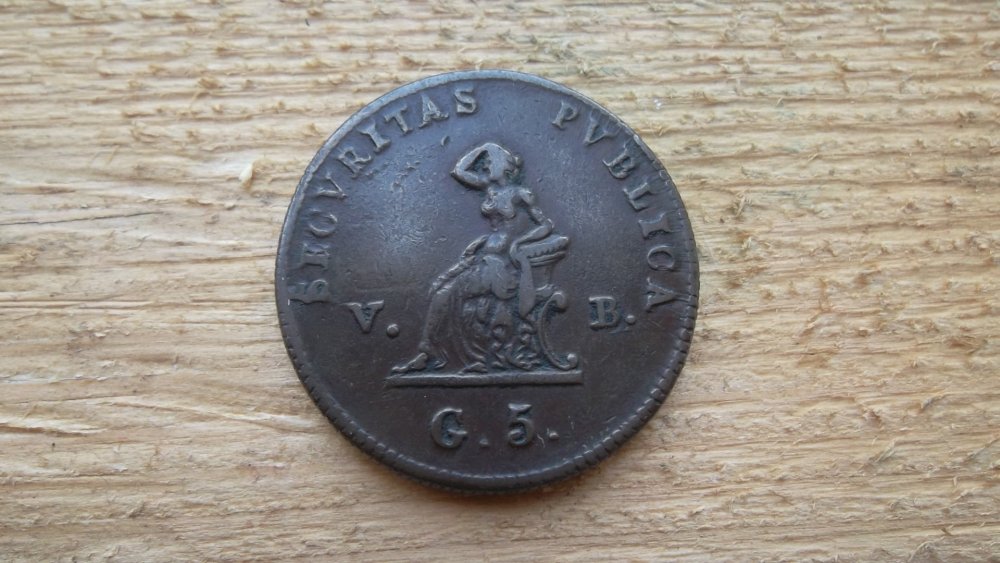 SECVRITAS PVBLICA
V. B.
G. 5.